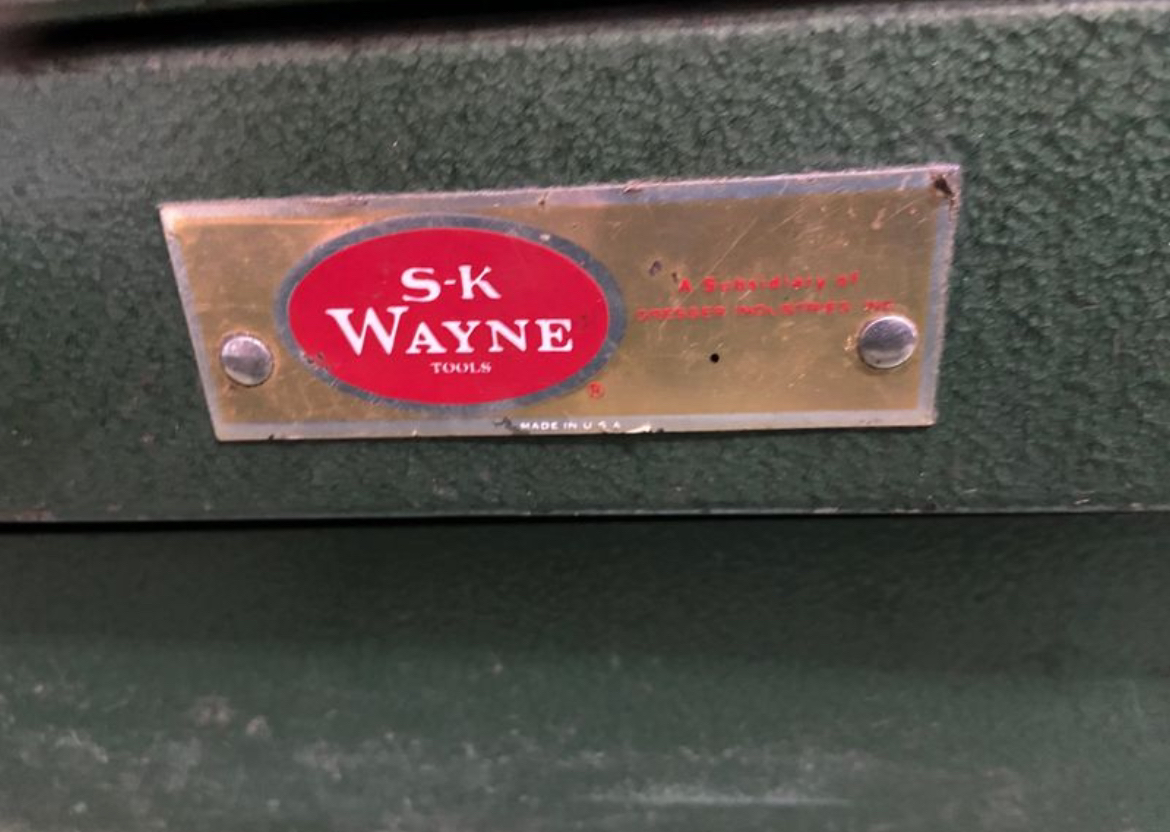 S-K
WAYNE
TOOLS
®
A Subsidiary of
DRESSER INDUSTRIES INC
MADE IN U S A